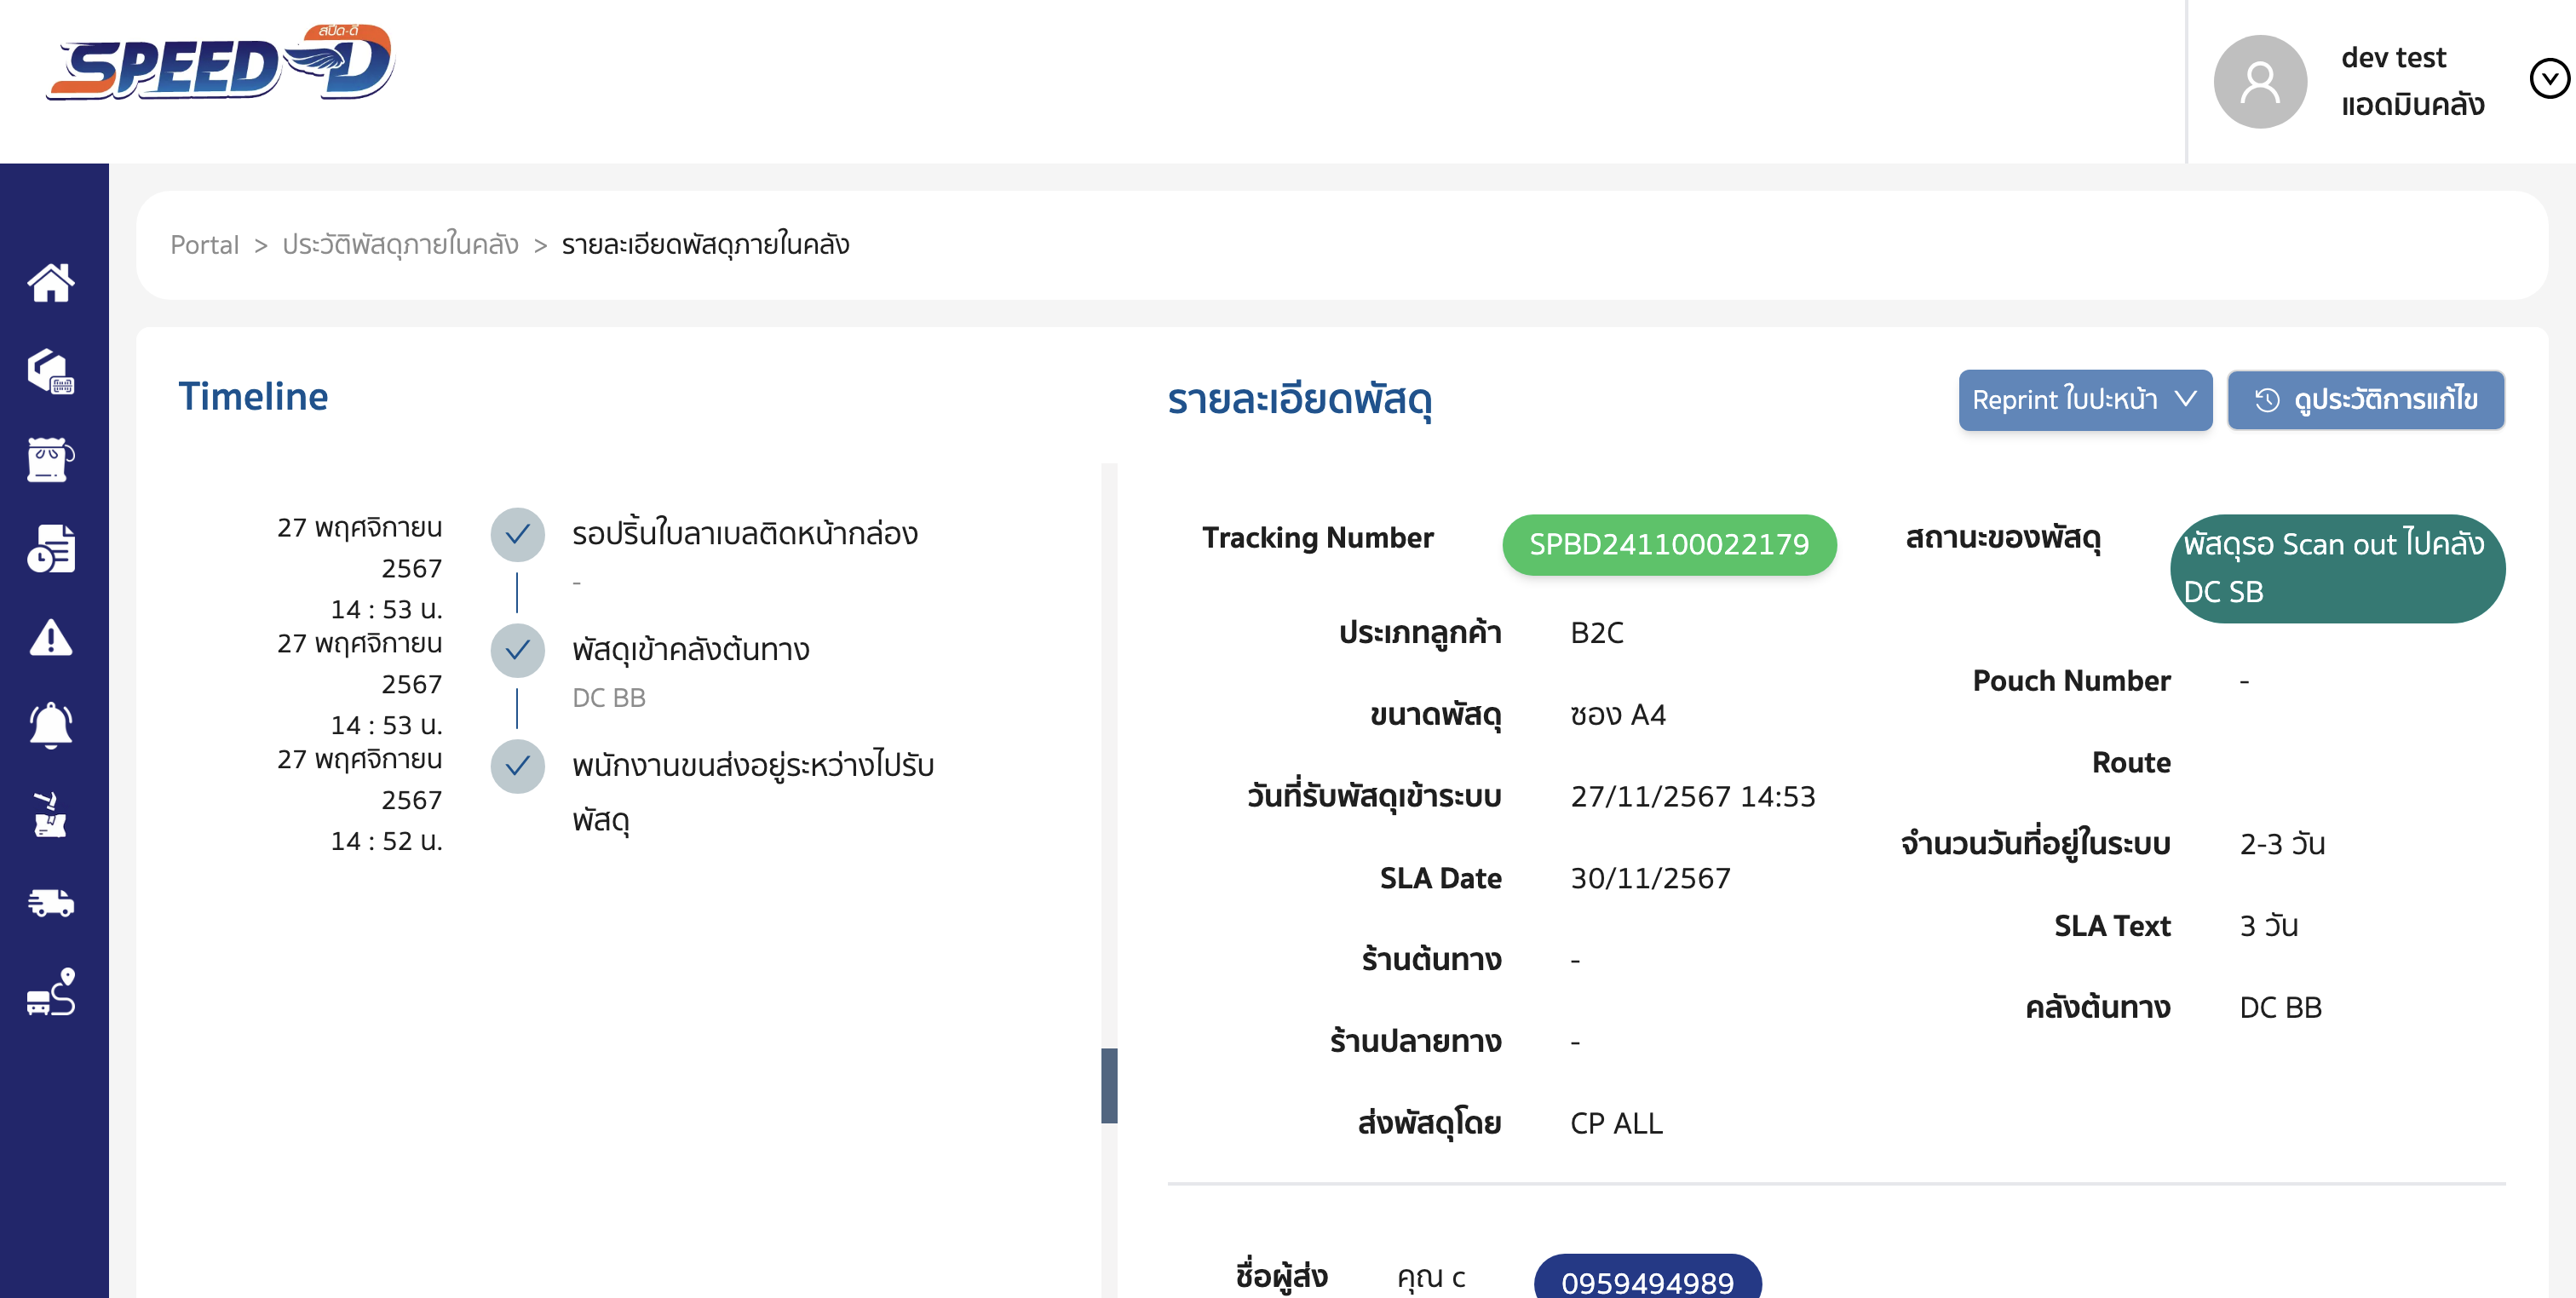 สปีด-ดี
SPEED D
dev test
แอดมินคลัง
Portal > ประวัติพัสดุภายในคลัง > รายละเอียดพัสดุภายในคลัง
Timeline
27 พฤศจิกายน
2567
14 : 53 น.
รอปริ้นใบลาเบลติดหน้ากล่อง
-
27 พฤศจิกายน
2567
14 : 53 น.
พัสดุเข้าคลังต้นทาง
DC BB
27 พฤศจิกายน
2567
14 : 52 น.
พนักงานขนส่งอยู่ระหว่างไปรับ
พัสดุ
รายละเอียดพัสดุ
Reprint ใบปะหน้า
ดูประวัติการแก้ไข
Tracking Number SPBD241100022179
ประเภทลูกค้า B2C
ขนาดพัสดุ ซอง A4
วันที่รับพัสดุเข้าระบบ 27/11/2567 14:53
SLA Date 30/11/2567
ร้านต้นทาง -
ร้านปลายทาง -
ส่งพัสดุโดย CP ALL
สถานะของพัสดุ พัสดุรอ Scan out ไปคลัง
DC SB
Pouch Number -
Route
จำนวนวันที่อยู่ในระบบ 2-3 วัน
SLA Text 3 วัน
คลังต้นทาง DC BB
ชื่อผู้ส่ง คุณ c 0959494989